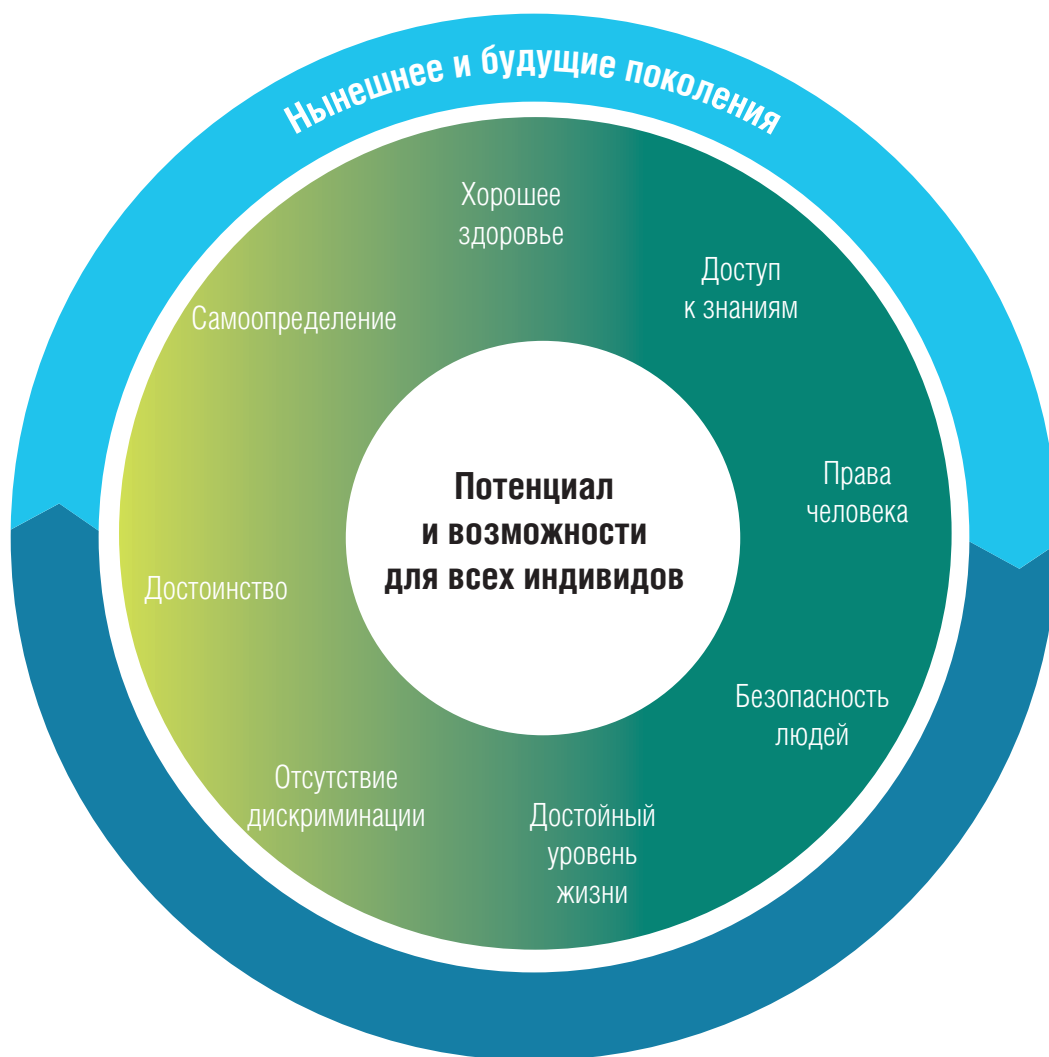 Нынешнее и будущие поколения
Хорошее
здоровье
Доступ
к знаниям
Самоопределение
Права
человека
Потенциал
и возможности
для всех индивидов
Достоинство
Безопасность
людей
Отсутствие
дискриминации
Достойный
уровень
жизни